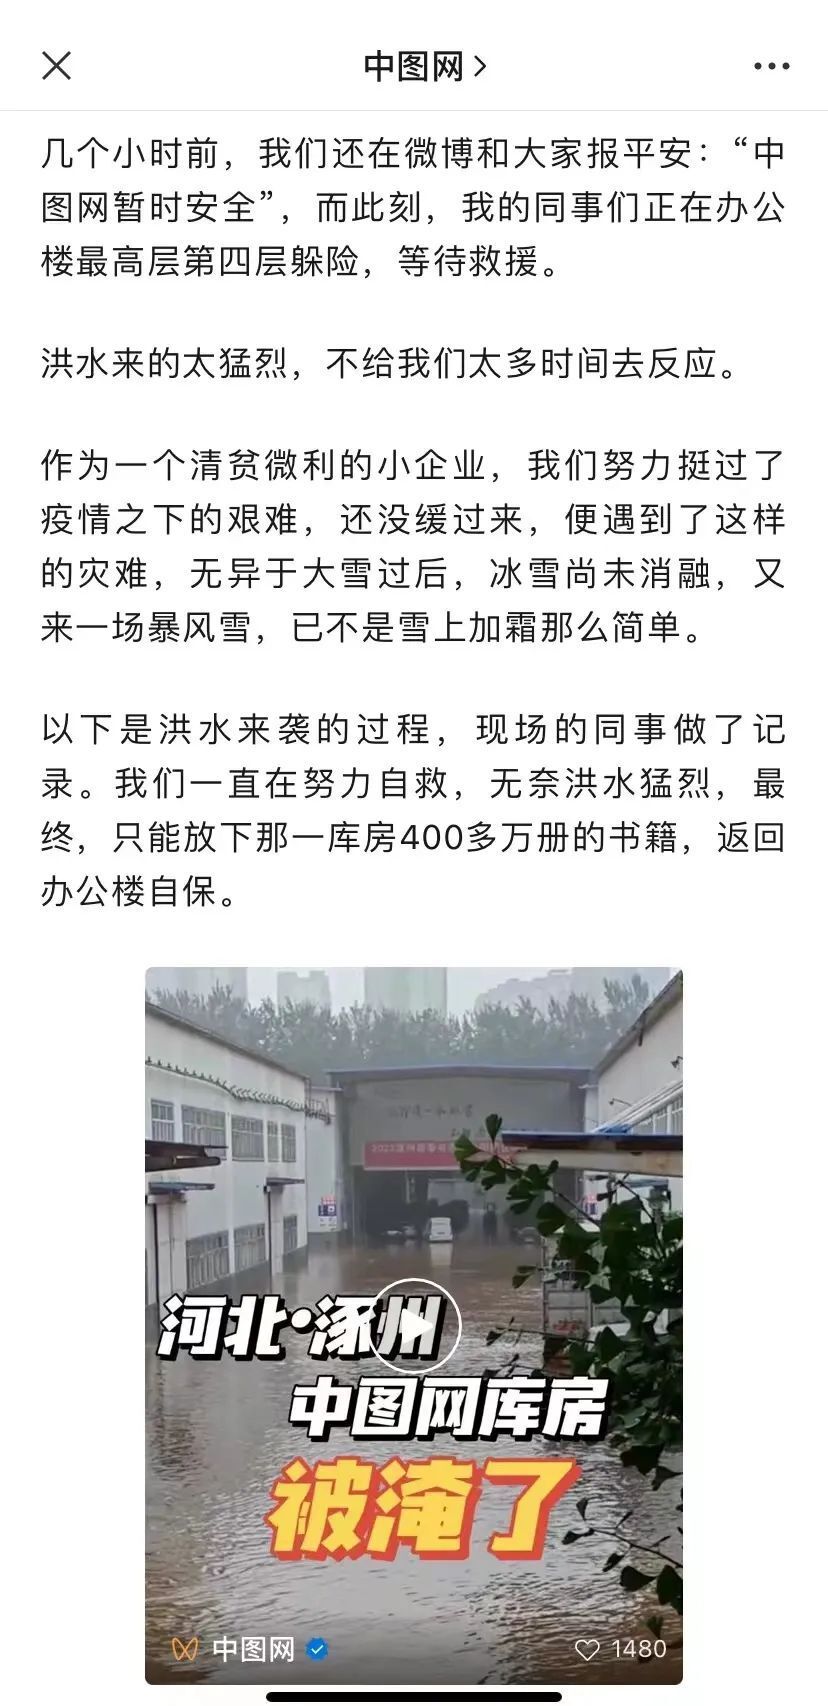 中图网
几个小时前，我们还在微博和大家报平安：“中
图网暂时安全”，而此刻，我的同事们正在办公
楼最高层第四层躲险，等待救援。
洪水来的太猛烈，不给我们太多时间去反应。
作为一个清贫微利的小企业，我们努力挺过了
疫情之下的艰难，还没缓过来，便遇到了这样
的灾难，无异于大雪过后，冰雪尚未消融，又
来一场暴风雪，已不是雪上加霜那么简单。
以下是洪水来袭的过程，现场的同事做了记
录。我们一直在努力自救，无奈洪水猛烈，最
终，只能放下那一库房400多万册的书籍，返回
办公楼自保。
河北·涿州
中图网库房
被淹了
中图网
1480